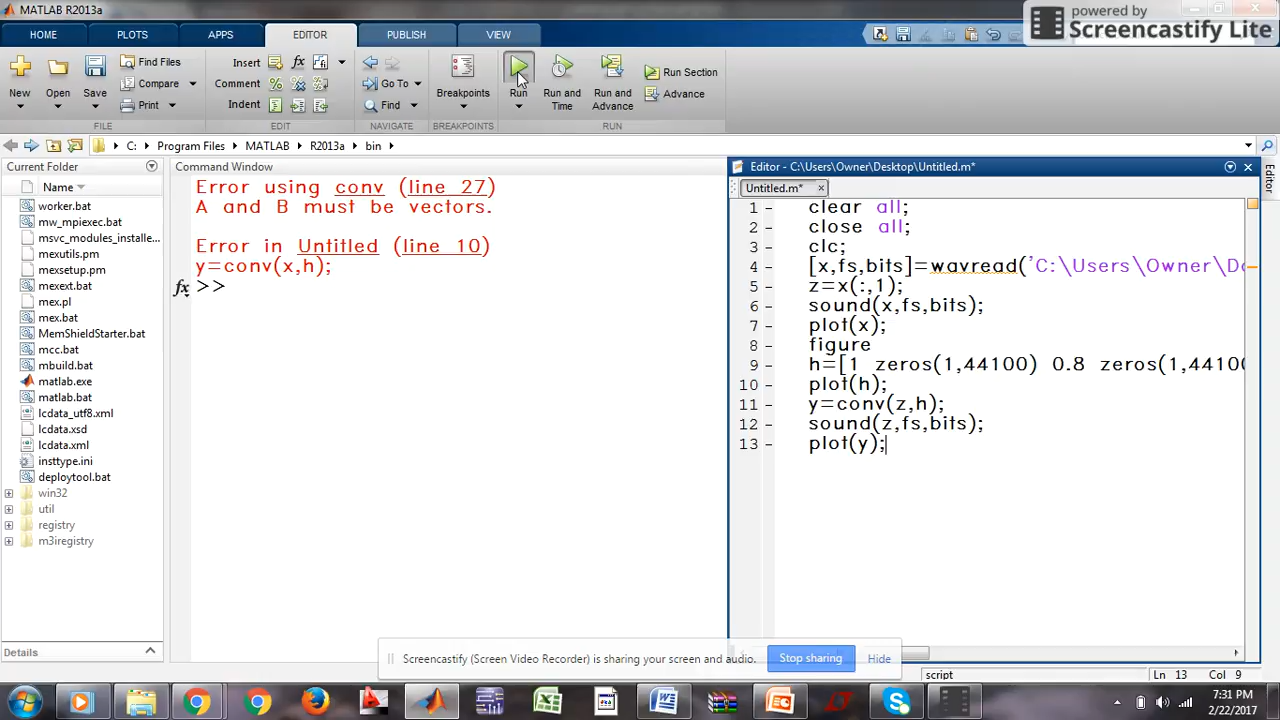 MATLAB R2013a
powered by
Screencastify Lite
HOME PLOTS APPS EDITOR PUBLISH VIEW
New Open Save Find Files Compare Print
Insert fx Comment Indent
Go To Find
Breakpoints Run Run and Time Run and Advance Run Section Advance
FILE EDIT NAVIGATE BREAKPOINTS RUN
C: Program Files MATLAB R2013a bin
Current Folder
Name
worker.bat
mw_mpiexec.bat
msvc_modules_installe...
mexutils.pm
mexsetup.pm
mexext.bat
mex.pl
mex.bat
MemShieldStarter.bat
mcc.bat
mbuild.bat
matlab.exe
matlab.bat
lcdata_utf8.xml
lcdata.xsd
lcdata.xml
insttype.ini
deploytool.bat
win32
util
registry
m3iregistry
Details
Command Window
Error using conv (line 27)
A and B must be vectors.
Error in Untitled (line 10)
y=conv(x,h);
fx >>
Editor - C:\Users\Owner\Desktop\Untitled.m*
Untitled.m*
Editor
1 - clear all;
2 - close all;
3 - clc;
4 - [x,fs,bits]=wavread('C:\Users\Owner\D
5 - z=x(:,1);
6 - sound(x,fs,bits);
7 - plot(x);
8 - figure
9 - h=[1 zeros(1,44100) 0.8 zeros(1,44100
10 - plot(h);
11 - y=conv(z,h);
12 - sound(z,fs,bits);
13 - plot(y);
Screencastify (Screen Video Recorder) is sharing your screen and audio. Stop sharing Hide
script Ln 13 Col 9
7:31 PM
2/22/2017